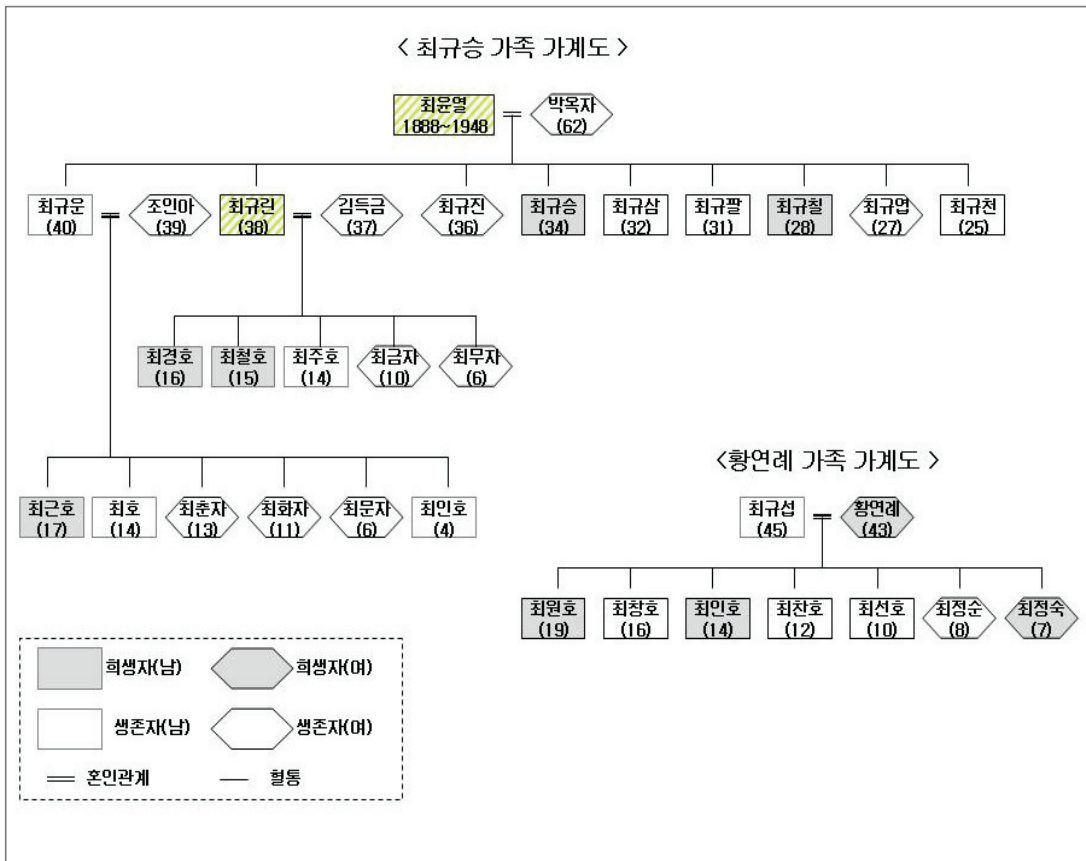 < 최규승 가족 가계도 >
최윤열
1888~1948
박옥자
(62)
최규운
(40)
조인아
(39)
최규린
(38)
김득금
(37)
최규진
(36)
최규승
(34)
최규삼
(32)
최규팔
(31)
최규칠
(28)
최규엽
(27)
최규천
(25)
최경호
(16)
최철호
(15)
최주호
(14)
최금자
(10)
최무자
(6)
최근호
(17)
최호
(14)
최춘자
(13)
최화자
(11)
최문자
(6)
최민호
(4)
<황연례 가족 가계도 >
최규섭
(45)
황연례
(43)
최원호
(19)
최창호
(16)
최인호
(14)
최찬호
(12)
최선호
(10)
최정순
(8)
최정숙
(7)
희생자(남)
희생자(여)
생존자(남)
생존자(여)
혼인관계
혈통